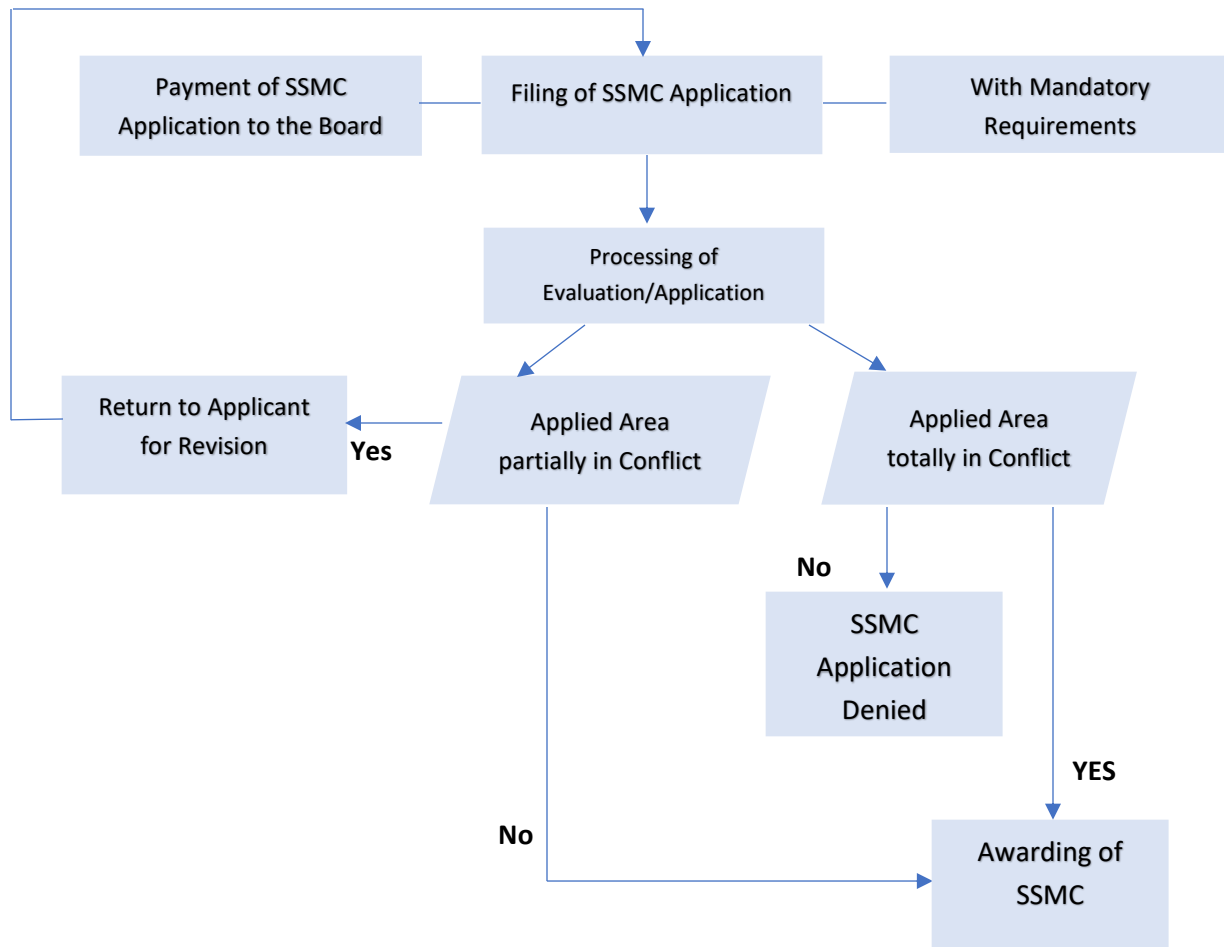 Payment of SSMC
Application to the Board
Filing of SSMC Application
With Mandatory
Requirements
Processing of
Evaluation/Application
Return to Applicant
for Revision
Yes
Applied Area
partially in Conflict
Applied Area
totally in Conflict
No
SSMC
Application
Denied
YES
No
Awarding of
SSMC